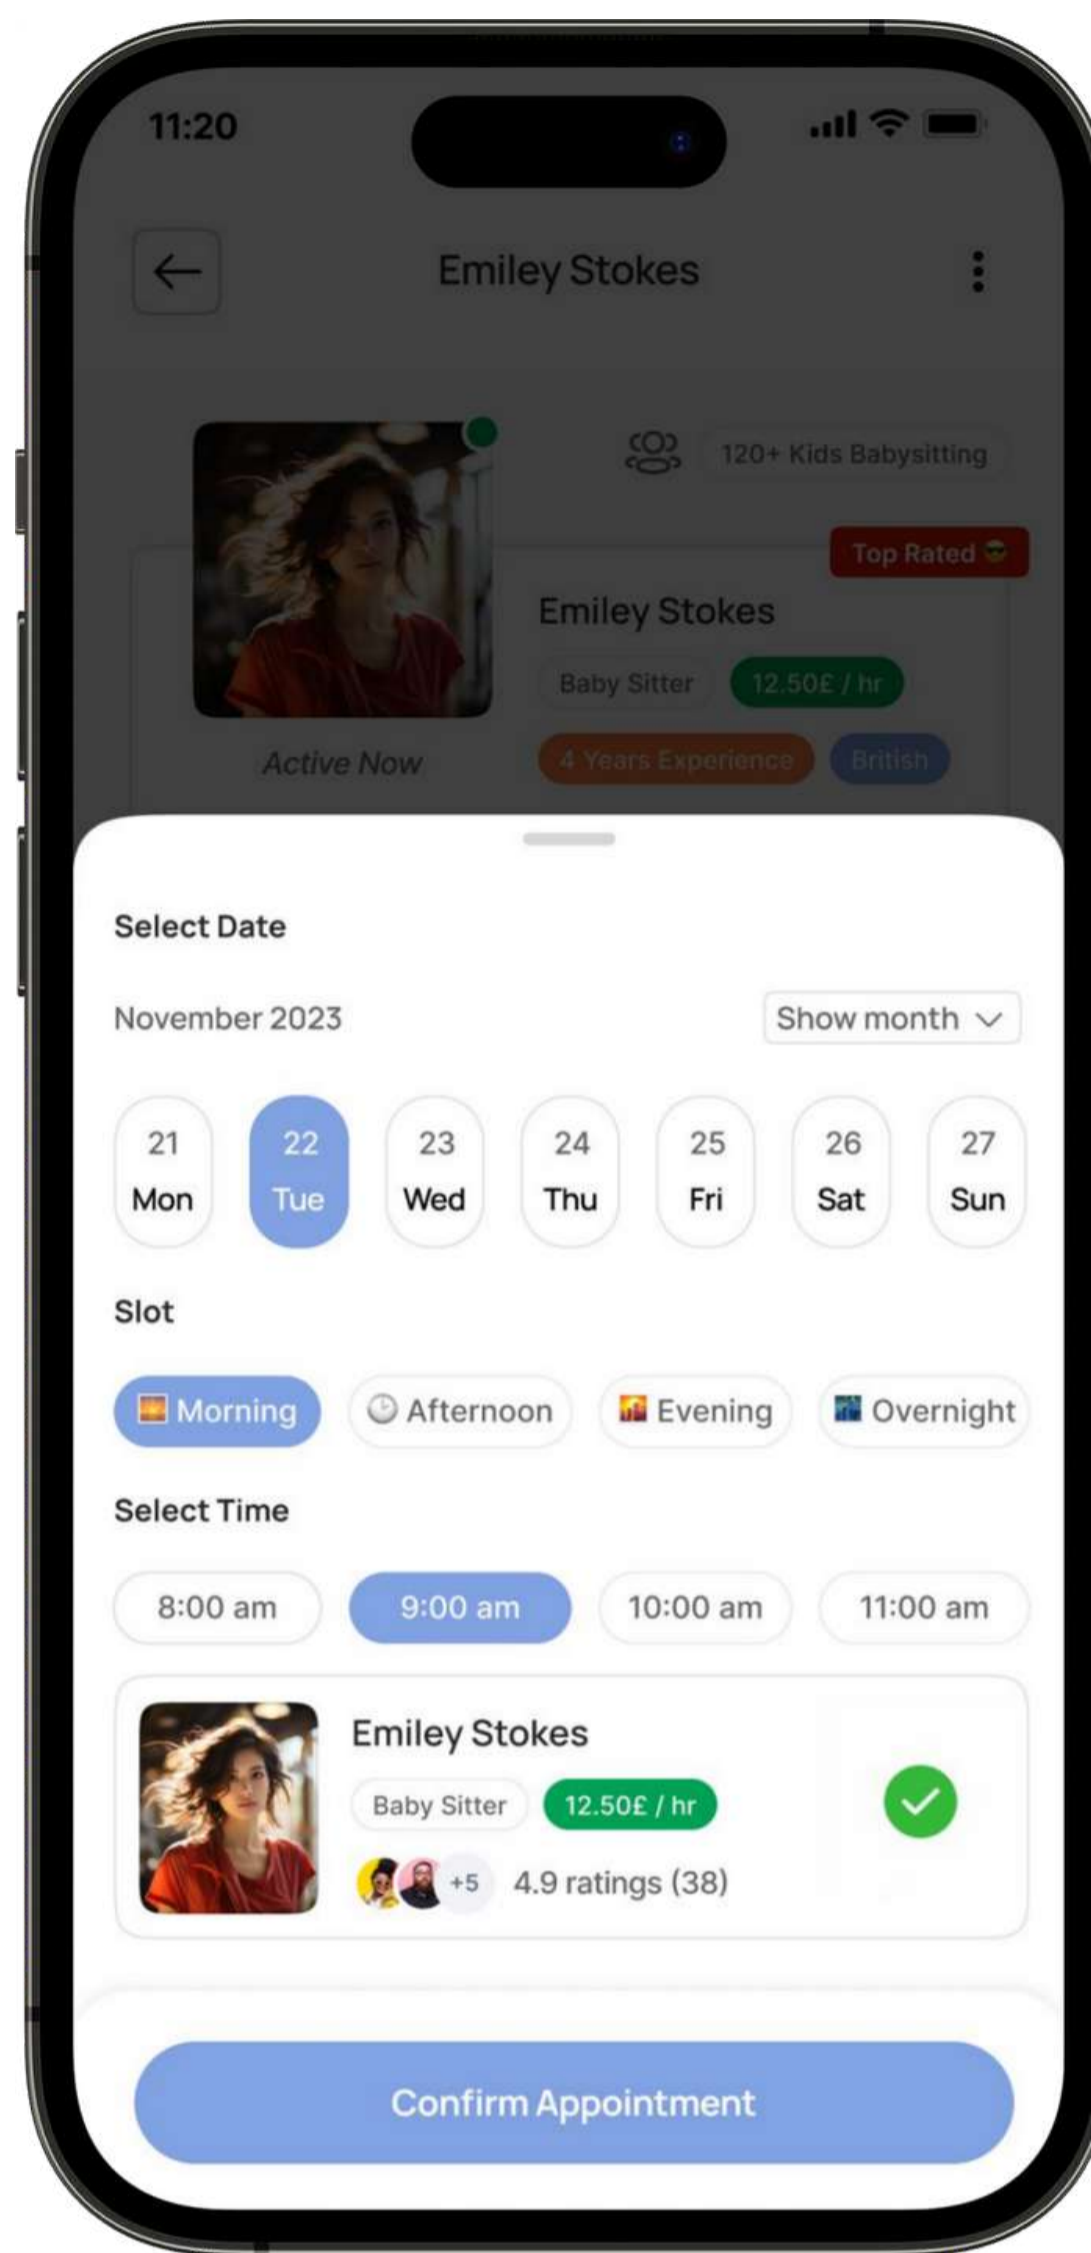 11:20
Emiley Stokes
120+ Kids Babysitting
Top Rated 😎
Emiley Stokes
Baby Sitter 12.50£ / hr
Active Now
4 Years Experience British
Select Date
November 2023 Show month
21 22 23 24 25 26 27
Mon Tue Wed Thu Fri Sat Sun
Slot
Morning Afternoon Evening Overnight
Select Time
8:00 am 9:00 am 10:00 am 11:00 am
Emiley Stokes
Baby Sitter 12.50£ / hr
+5 4.9 ratings (38)
Confirm Appointment